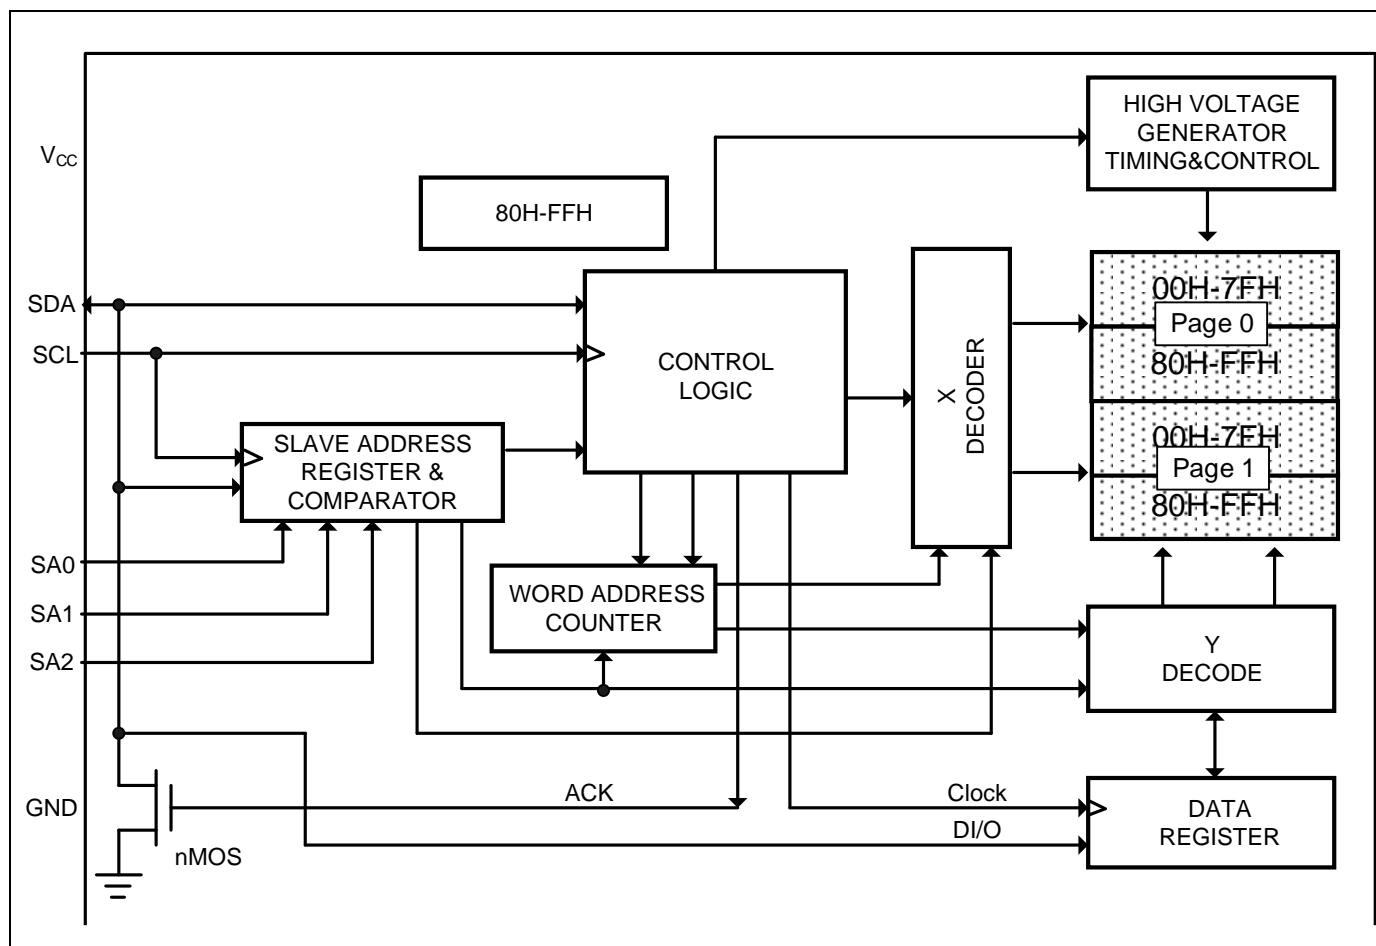 HIGH VOLTAGE
GENERATOR
TIMING&CONTROL
VCC
80H-FFH
SDA
SCL
CONTROL
LOGIC
X
DECODER
00H-7FH
Page 0
80H-FFH
00H-7FH
Page 1
80H-FFH
SLAVE ADDRESS
REGISTER &
COMPARATOR
SA0
SA1
SA2
WORD ADDRESS
COUNTER
Y
DECODE
GND
nMOS
ACK
Clock
DI/O
DATA
REGISTER